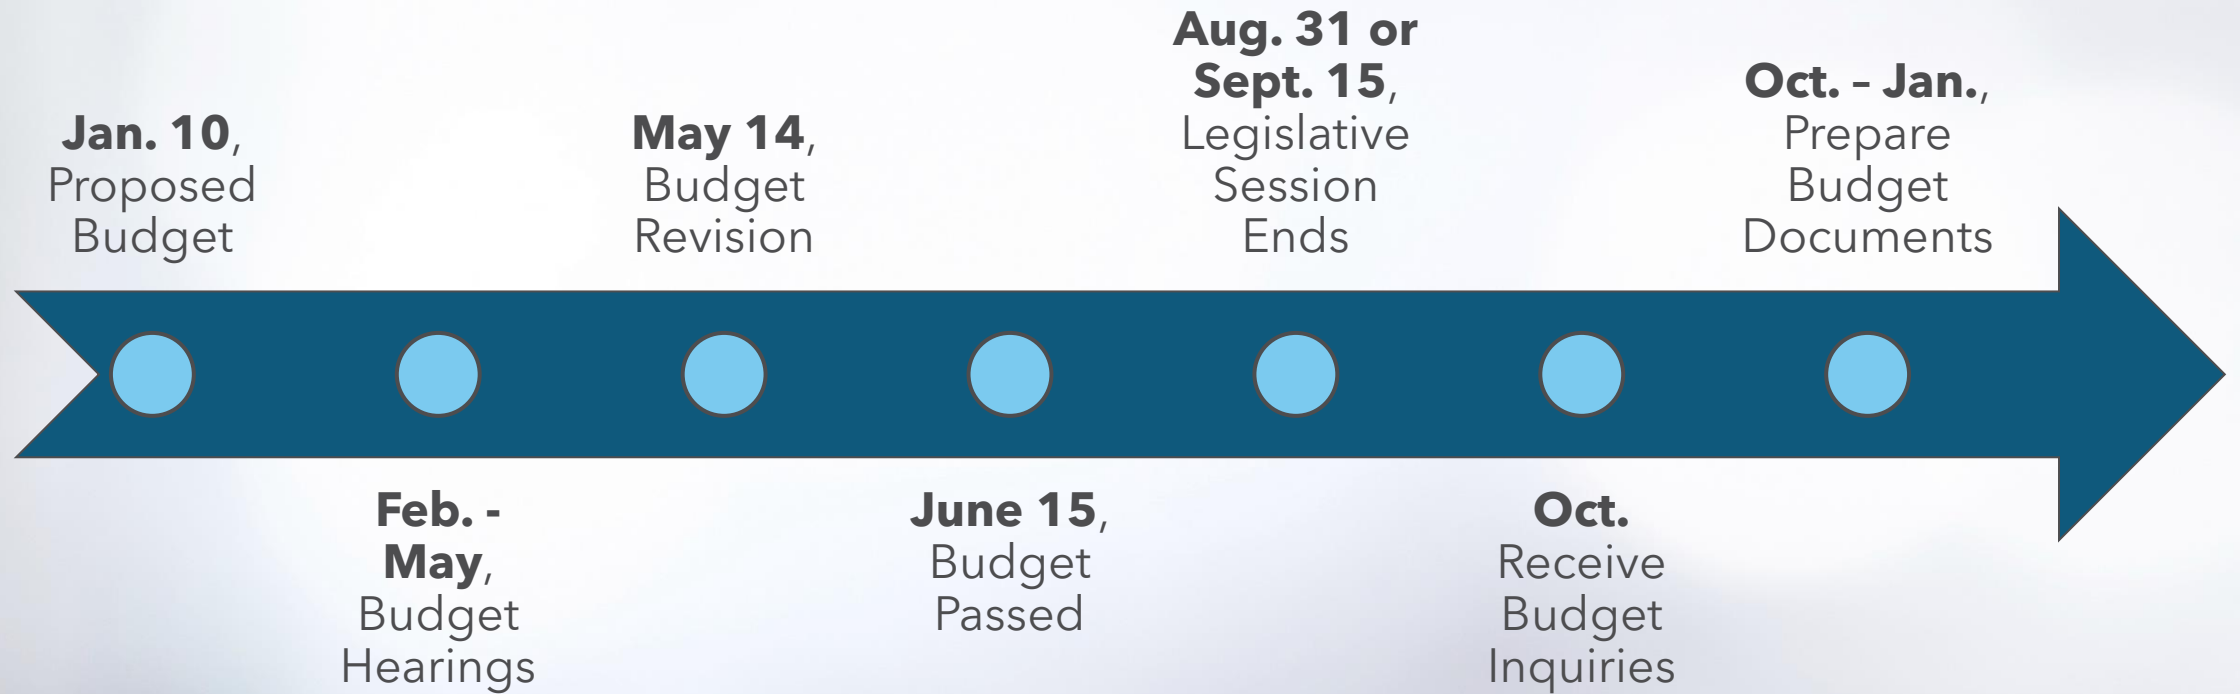 Jan. 10,
Proposed
Budget
Feb. -
May,
Budget
Hearings
May 14,
Budget
Revision
June 15,
Budget
Passed
Aug. 31 or
Sept. 15,
Legislative
Session
Ends
Oct.
Receive
Budget
Inquiries
Oct. – Jan.,
Prepare
Budget
Documents